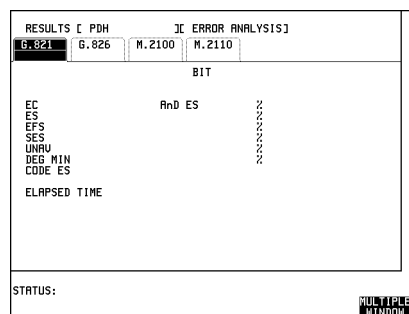 RESULTS [ PDH ][ ERROR ANALYSIS]
G.821 G.826 M.2100 M.2110
BIT
EC AnD ES %
ES %
EFS %
SES %
UNAV %
DEG MIN %
CODE ES
ELAPSED TIME
STATUS:
MULTIPLE
WINDOW